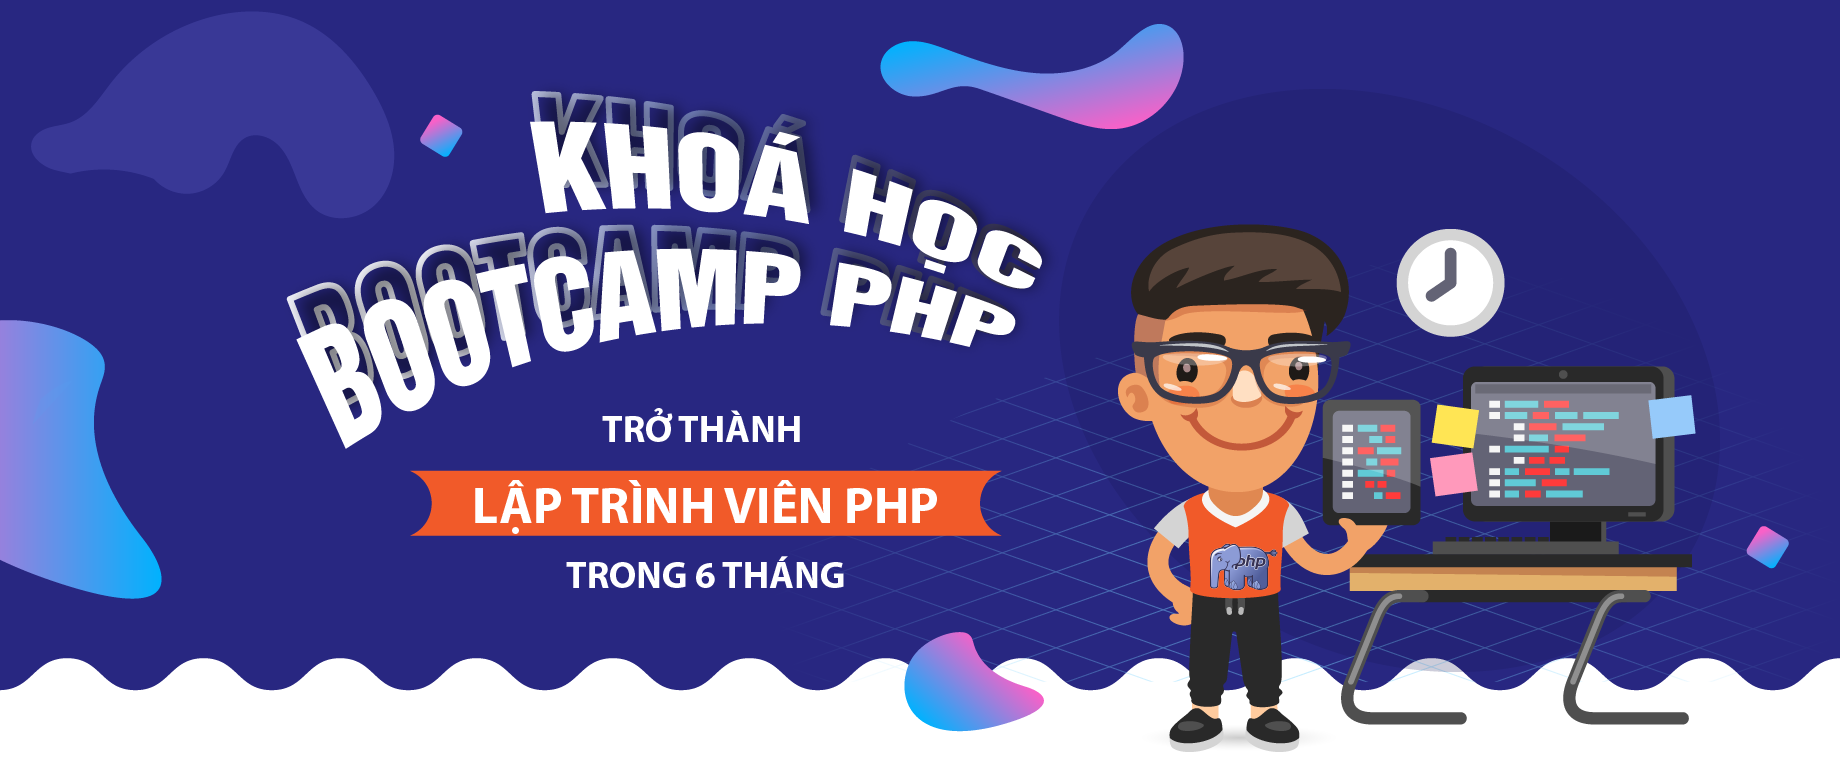 KHOÁ HỌC
BOOTCAMP PHP
TRỞ THÀNH
LẬP TRÌNH VIÊN PHP
TRONG 6 THÁNG
php